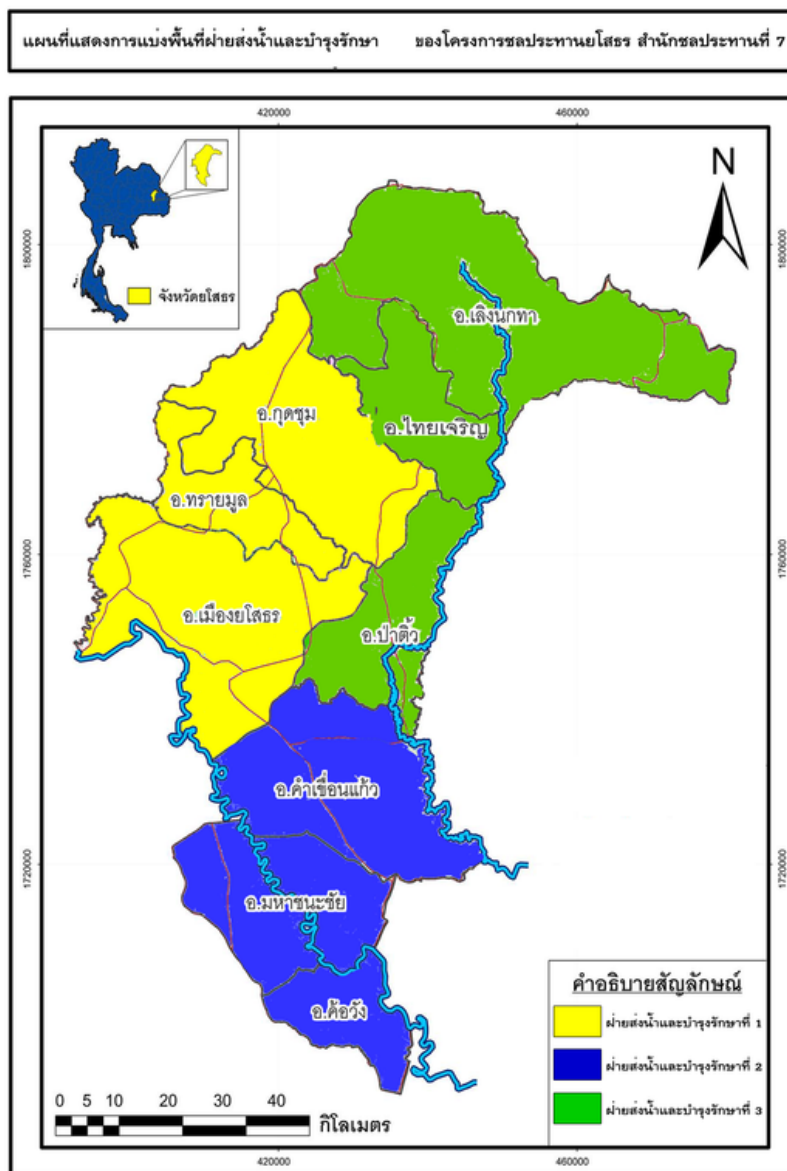 แผนที่แสดงการแบ่งพื้นที่ฝ่ายส่งน้ำและบำรุงรักษา ของโครงการชลประทานยโสธร สำนักชลประทานที่ 7
420000 460000
จังหวัดยโสธร
N
1800000 1800000
อ.เลิงนกทา
อ.กุดชุม
อ.ไทยเจริญ
อ.ทรายมูล
1760000 1760000
อ.เมืองยโสธร
อ.ป่าติ้ว
อ.คำเขื่อนแก้ว
1720000 1720000
อ.มหาชนะชัย
อ.ค้อวัง
คำอธิบายสัญลักษณ์
ฝ่ายส่งน้ำและบำรุงรักษาที่ 1
ฝ่ายส่งน้ำและบำรุงรักษาที่ 2
ฝ่ายส่งน้ำและบำรุงรักษาที่ 3
0 5 10 20 30 40
กิโลเมตร
420000 460000